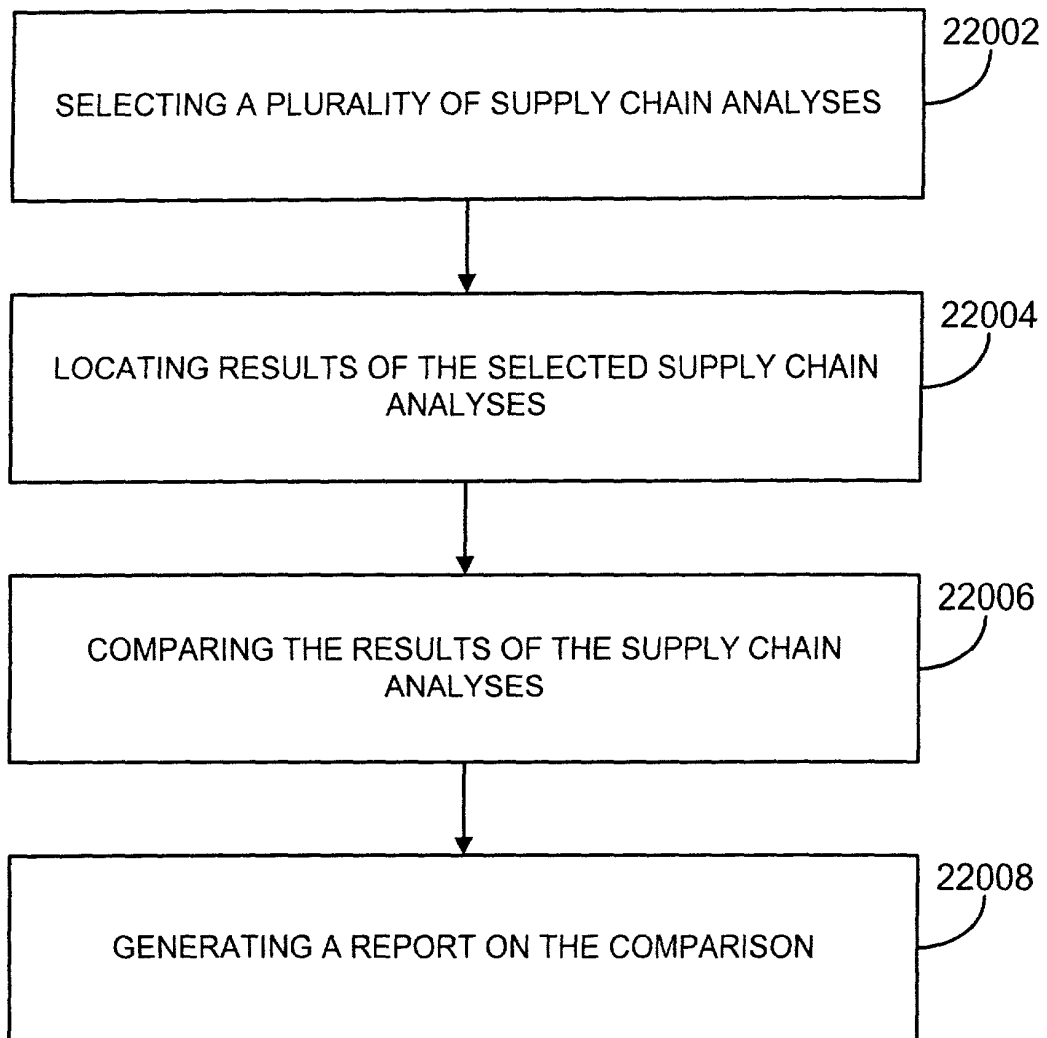 22002
SELECTING A PLURALITY OF SUPPLY CHAIN ANALYSES
22004
LOCATING RESULTS OF THE SELECTED SUPPLY CHAIN
ANALYSES
22006
COMPARING THE RESULTS OF THE SUPPLY CHAIN
ANALYSES
22008
GENERATING A REPORT ON THE COMPARISON